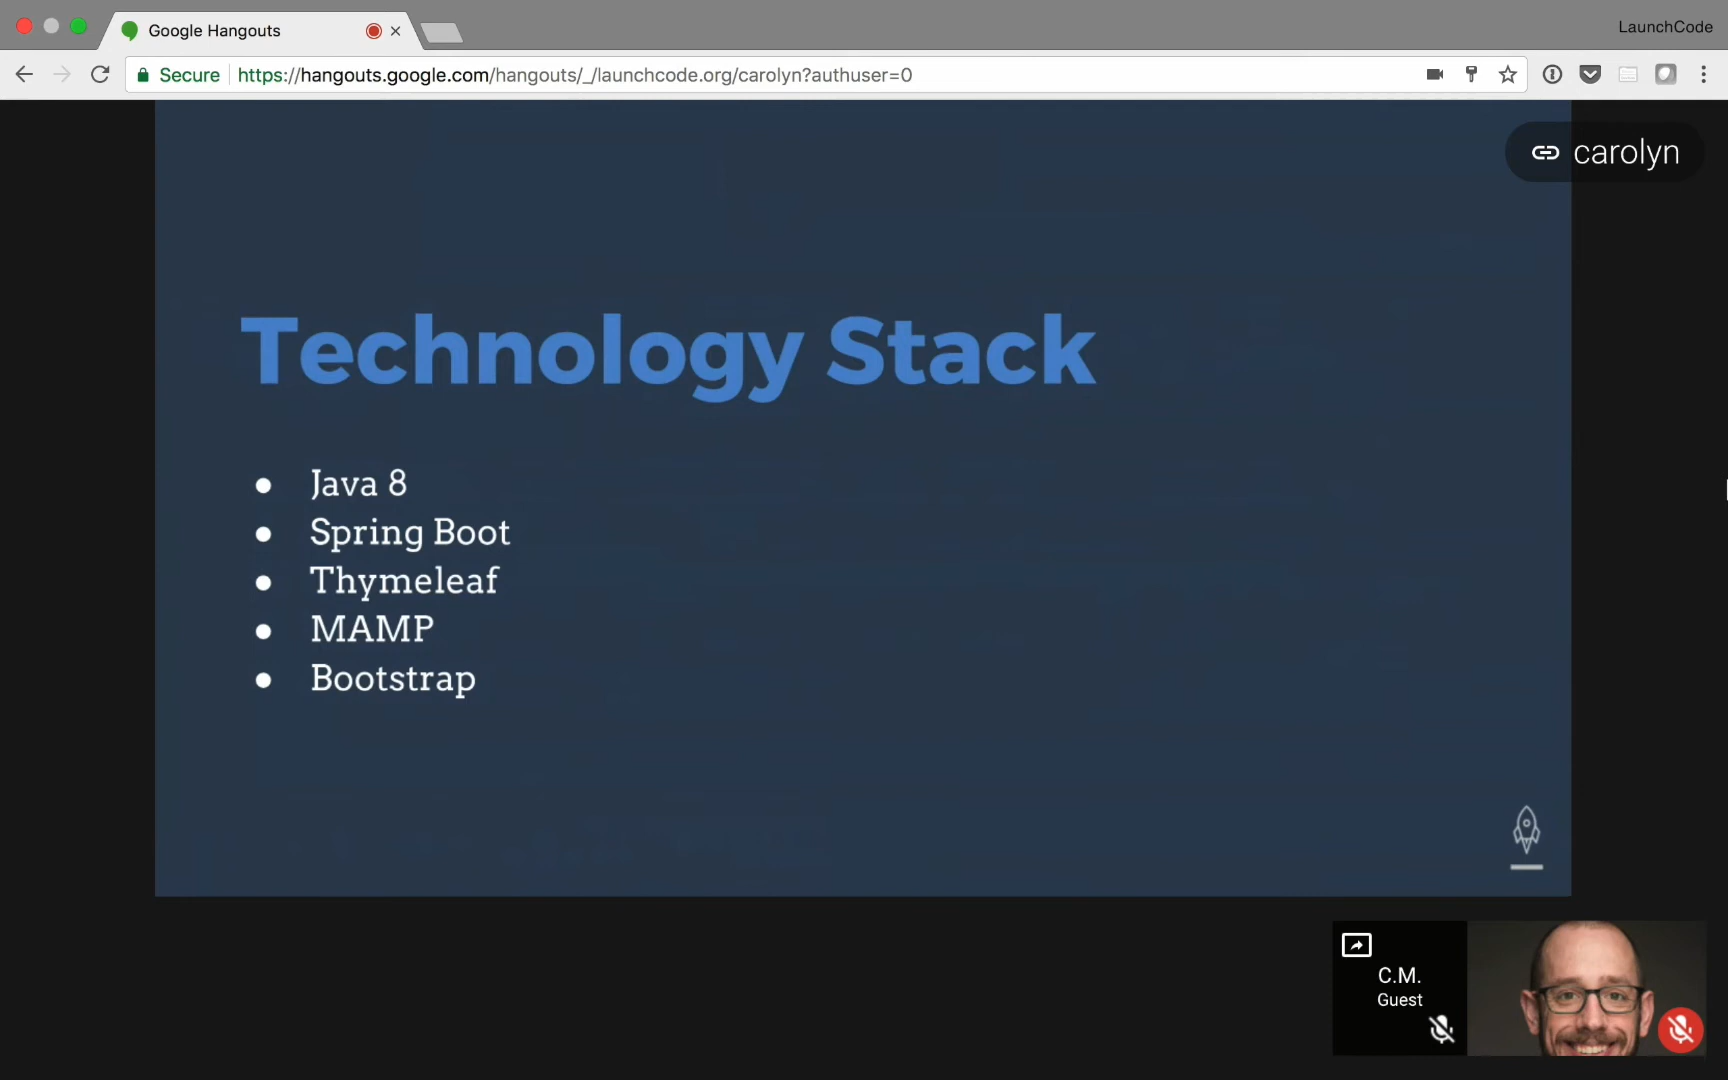 Google Hangouts
LaunchCode
Secure https://hangouts.google.com/hangouts/_/launchcode.org/carolyn?authuser=0
carolyn
Technology Stack
● Java 8
● Spring Boot
● Thymeleaf
● MAMP
● Bootstrap
C.M.
Guest